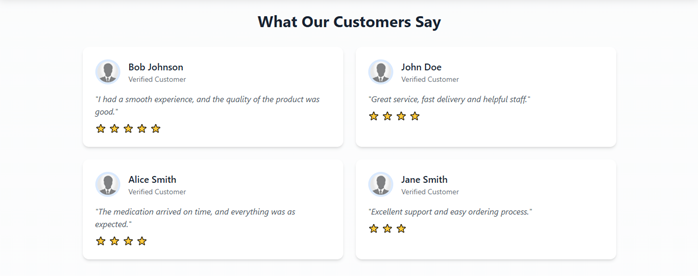 What Our Customers Say
Bob Johnson
Verified Customer
"I had a smooth experience, and the quality of the product was
good."
John Doe
Verified Customer
"Great service, fast delivery and helpful staff."
Alice Smith
Verified Customer
"The medication arrived on time, and everything was as
expected."
Jane Smith
Verified Customer
"Excellent support and easy ordering process."